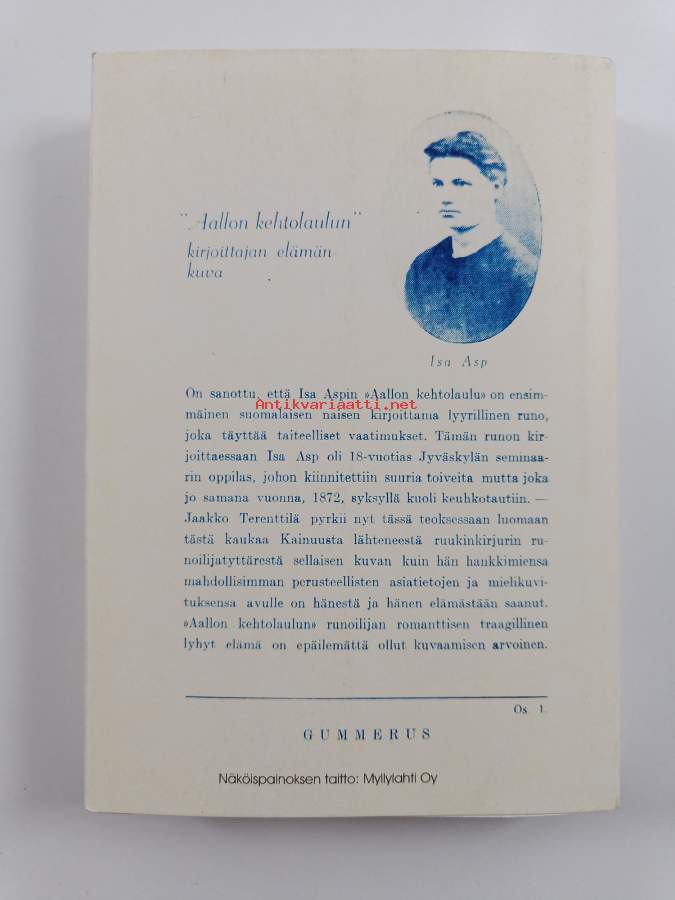 "Aallon kehtolaulun"
kirjoittajan elämän-
kuva
Isa Asp
On sanottu, että Isa Aspin »Aallon kehtolaulu» on ensim-
mäinen suomalaisen naisen kirjoittama lyyrillinen runo,
Antikvariaatti.net
joka täyttää taiteelliset vaatimukset. Tämän runon kir-
joittaessaan Isa Asp oli 18-vuotias Jyväskylän seminaa-
rin oppilas, johon kiinnitettiin suuria toiveita mutta joka
jo samana vuonna, 1872, syksyllä kuoli keuhkotautiin. —
Jaakko Terenttilä pyrkii nyt tässä teoksessaan luomaan
tästä kaukaa Kainuusta lähteneestä ruukinkirjurin ru-
noilijatyttärestä sellaisen kuvan kuin hän hankkimiensa
mahdollisimman perusteellisten asiatietojen ja mielikuvi-
tuksensa avulle on hänestä ja hänen elämästään saanut.
»Aallon kehtolaulun» runoilijan romanttisen traagillinen
lyhyt elämä on epäilemättä ollut kuvaamisen arvoinen.
Os. 1.
GUMMERUS
Näköispainoksen taitto: Myllylahti Oy